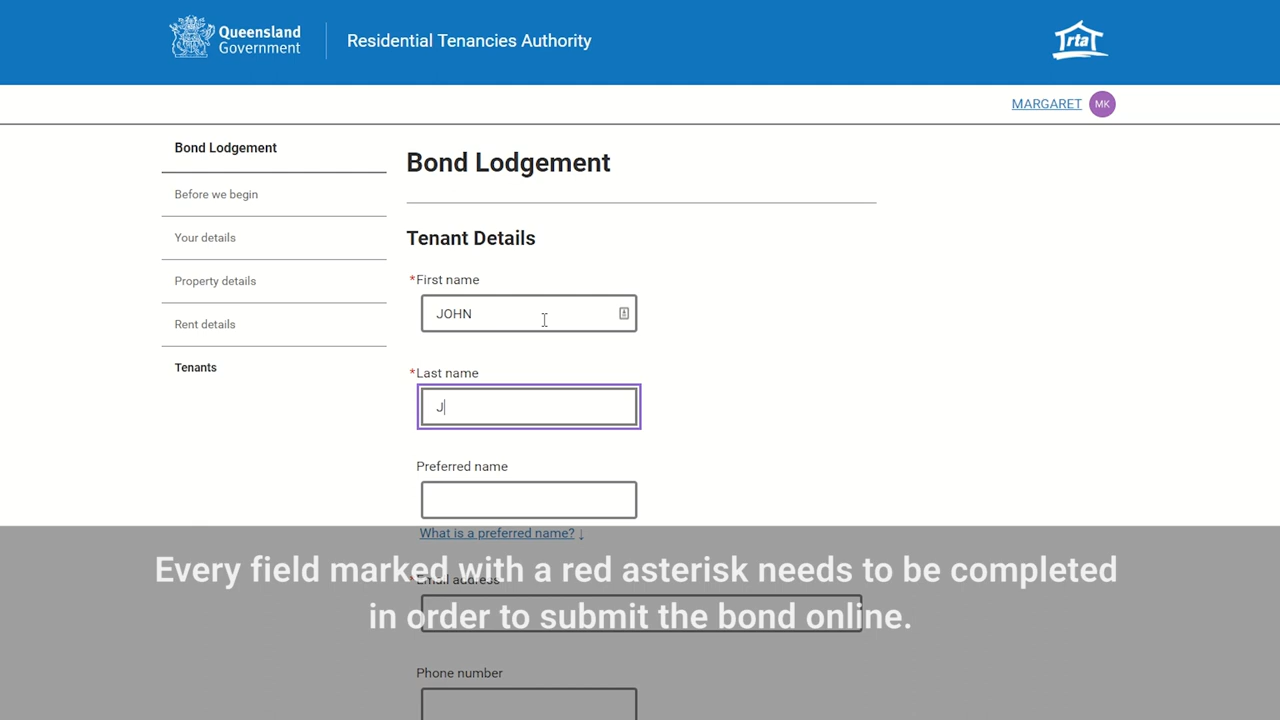 Queensland
Government
Residential Tenancies Authority
rta
MARGARET
MK
Bond Lodgement
Before we begin
Your details
Property details
Rent details
Tenants
Bond Lodgement
Tenant Details
*First name
JOHN
*Last name
J
Preferred name
What is a preferred name? ↓
*Email address
Every field marked with a red asterisk needs to be completed
in order to submit the bond online.
Phone number